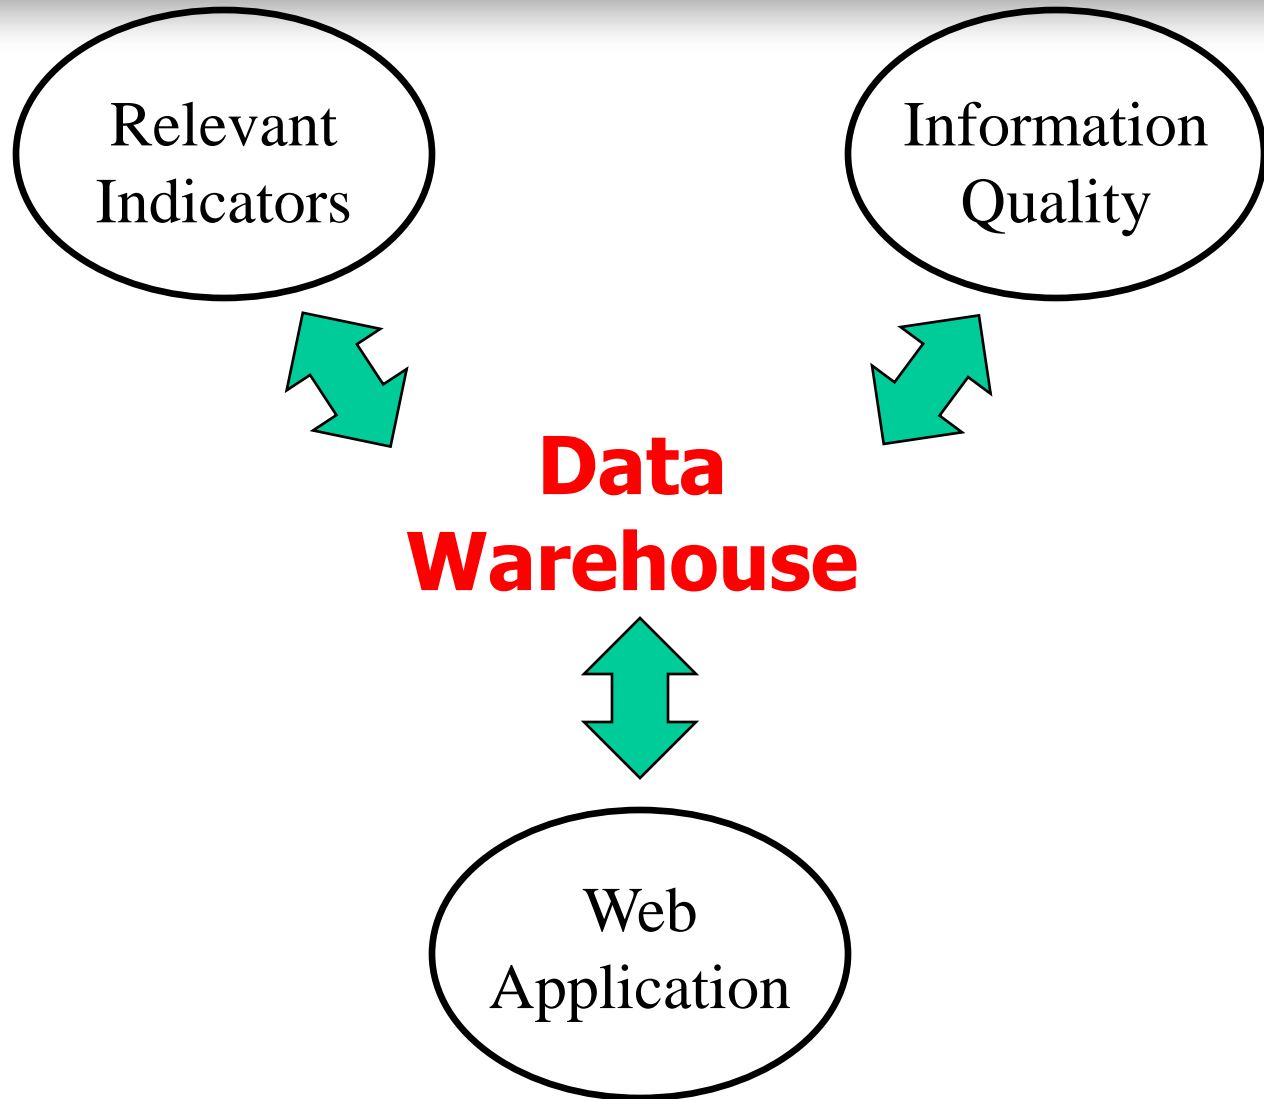 Relevant
Indicators
Information
Quality
Data
Warehouse
Web
Application